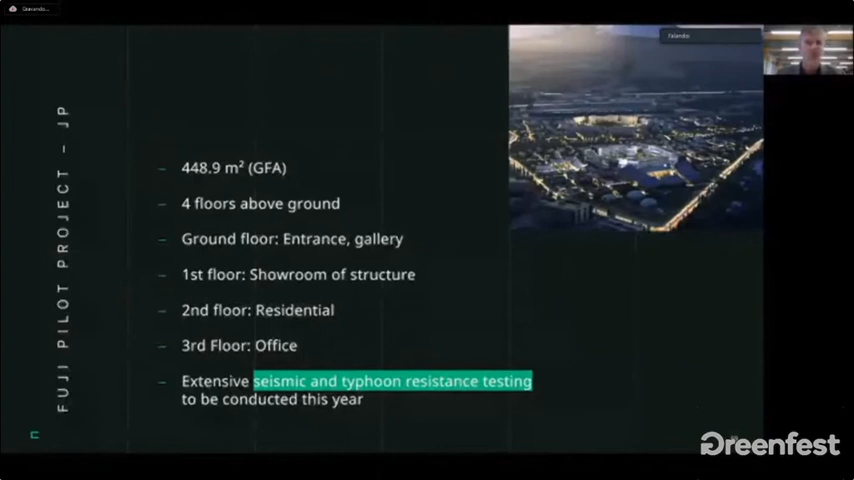 Gravando...
Falando:
FUJI PILOT PROJECT – JP
– 448.9 m² (GFA)
– 4 floors above ground
– Ground floor: Entrance, gallery
– 1st floor: Showroom of structure
– 2nd floor: Residential
– 3rd Floor: Office
– Extensive seismic and typhoon resistance testing
to be conducted this year
Greenfest